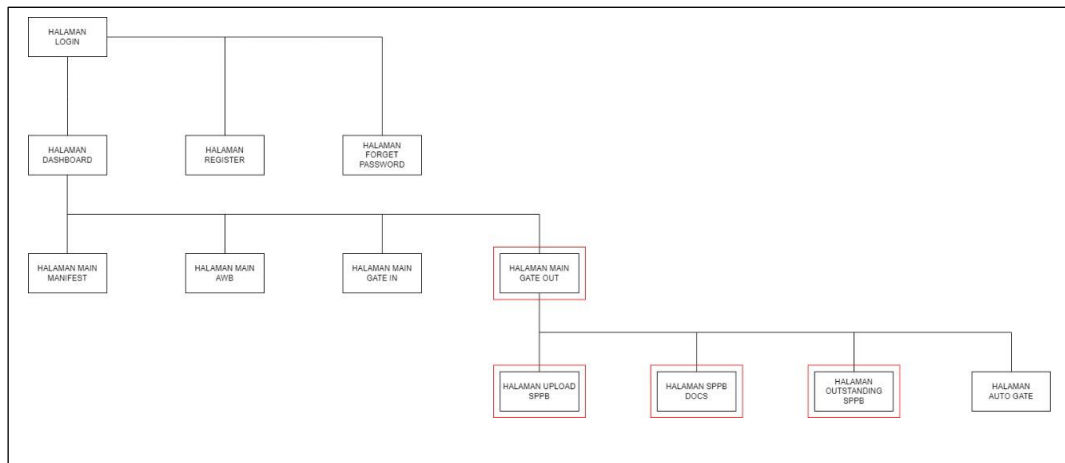 HALAMAN
LOGIN
HALAMAN
DASHBOARD
HALAMAN
REGISTER
HALAMAN
FORGET
PASSWORD
HALAMAN MAIN
MANIFEST
HALAMAN MAIN
AWB
HALAMAN MAIN
GATE IN
HALAMAN MAIN
GATE OUT
HALAMAN UPLOAD
SPPB
HALAMAN SPPB
DOCS
HALAMAN
OUTSTANDING
SPPB
HALAMAN
AUTO GATE